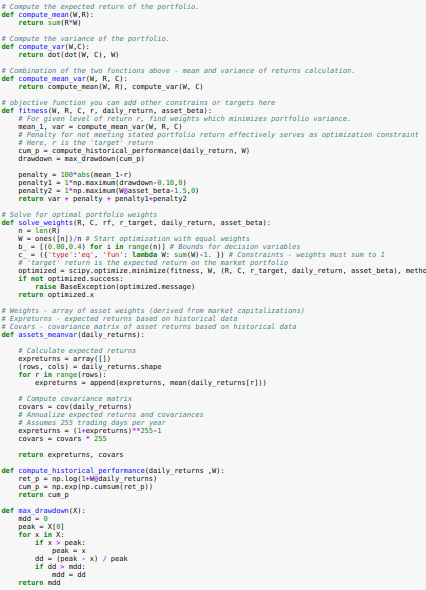 # Compute the expected return of the portfolio.
def compute_mean(W,R):
    return sum(R*W)

# Compute the variance of the portfolio.
def compute_var(W,C):
    return dot(dot(W, C), W)

# Combination of the two functions above - mean and variance of returns calculation.
def compute_mean_var(W, R, C):
    return compute_mean(W, R), compute_var(W, C)

# objective function you can add other constrains or targets here
def fitness(W, R, C, r, daily_return, asset_beta):
    # For given level of return r, find weights which minimizes portfolio variance.
    mean_1, var = compute_mean_var(W, R, C)
    # Penalty for not meeting stated portfolio return effectively serves as optimization constraint
    # Here, r is the 'target' return
    cum_p = compute_historical_performance(daily_return, W)
    drawdown = max_drawdown(cum_p)

    penalty = 100*abs(mean_1-r)
    penalty1 = 1*np.maximum(drawdown-0.10,0)
    penalty2 = 1*np.maximum(W@asset_beta-1.5,0)
    return var + penalty + penalty1+penalty2

# Solve for optimal portfolio weights
def solve_weights(R, C, rf, r_target, daily_return, asset_beta):
    n = len(R)
    W = ones([n])/n # Start optimization with equal weights
    b_ = [(0.00,0.4) for i in range(n)] # Bounds for decision variables
    c_ = ({'type':'eq', 'fun': lambda W: sum(W)-1. }) # Constraints - weights must sum to 1
    # 'target' return is the expected return on the market portfolio
    optimized = scipy.optimize.minimize(fitness, W, (R, C, r_target, daily_return, asset_beta), metho
    if not optimized.success:
        raise BaseException(optimized.message)
    return optimized.x

# Weights - array of asset weights (derived from market capitalizations)
# Expreturns - expected returns based on historical data
# Covars - covariance matrix of asset returns based on historical data
def assets_meanvar(daily_returns):

    # Calculate expected returns
    expreturns = array([])
    (rows, cols) = daily_returns.shape
    for r in range(rows):
        expreturns = append(expreturns, mean(daily_returns[r]))

    # Compute covariance matrix
    covars = cov(daily_returns)
    # Annualize expected returns and covariances
    # Assumes 255 trading days per year
    expreturns = (1+expreturns)**255-1
    covars = covars * 255

    return expreturns, covars

def compute_historical_performance(daily_returns ,W):
    ret_p = np.log(1+W@daily_returns)
    cum_p = np.exp(np.cumsum(ret_p))
    return cum_p

def max_drawdown(X):
    mdd = 0
    peak = X[0]
    for x in X:
        if x > peak:
            peak = x
        dd = (peak - x) / peak
        if dd > mdd:
            mdd = dd
    return mdd